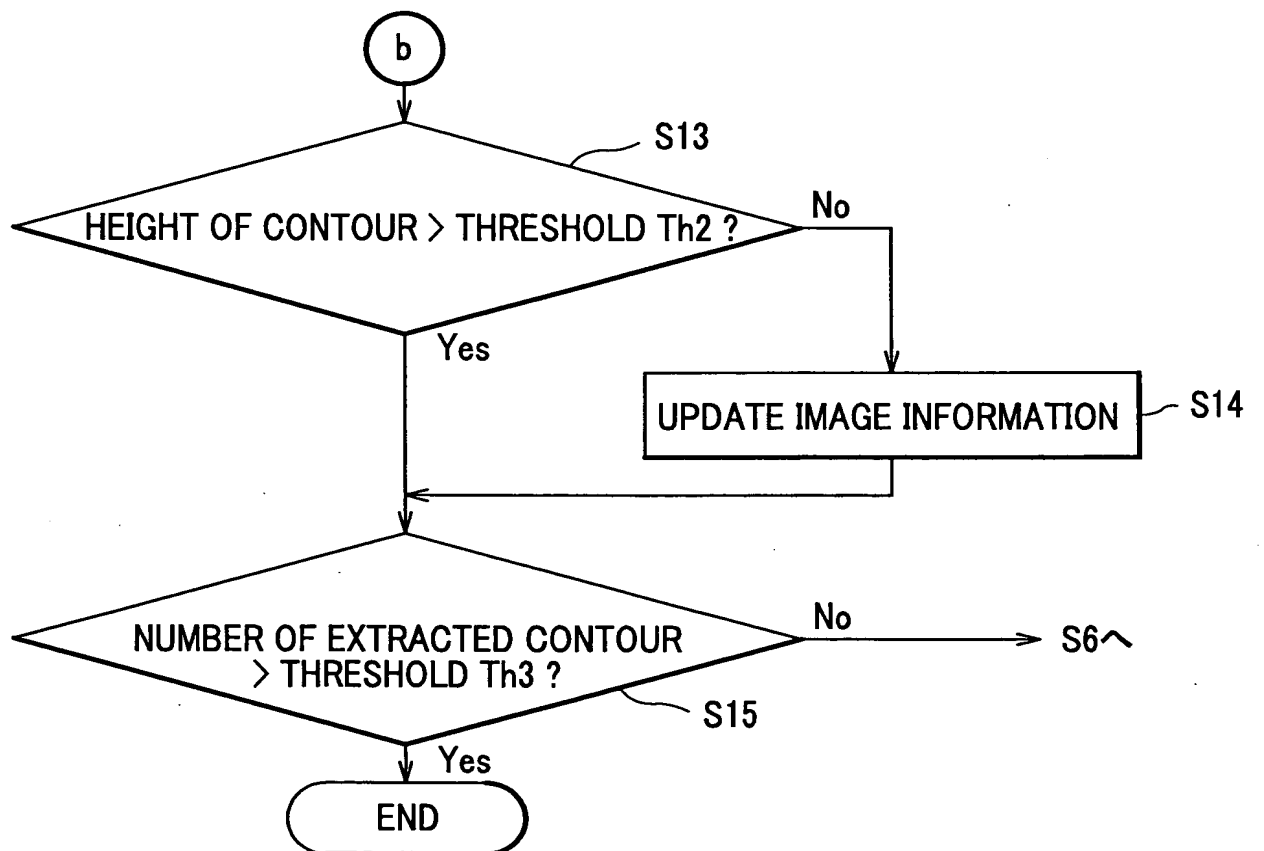 b
S13
HEIGHT OF CONTOUR > THRESHOLD Th2 ?
No
Yes
UPDATE IMAGE INFORMATION
S14
NUMBER OF EXTRACTED CONTOUR
> THRESHOLD Th3 ?
No
S6へ
S15
Yes
END